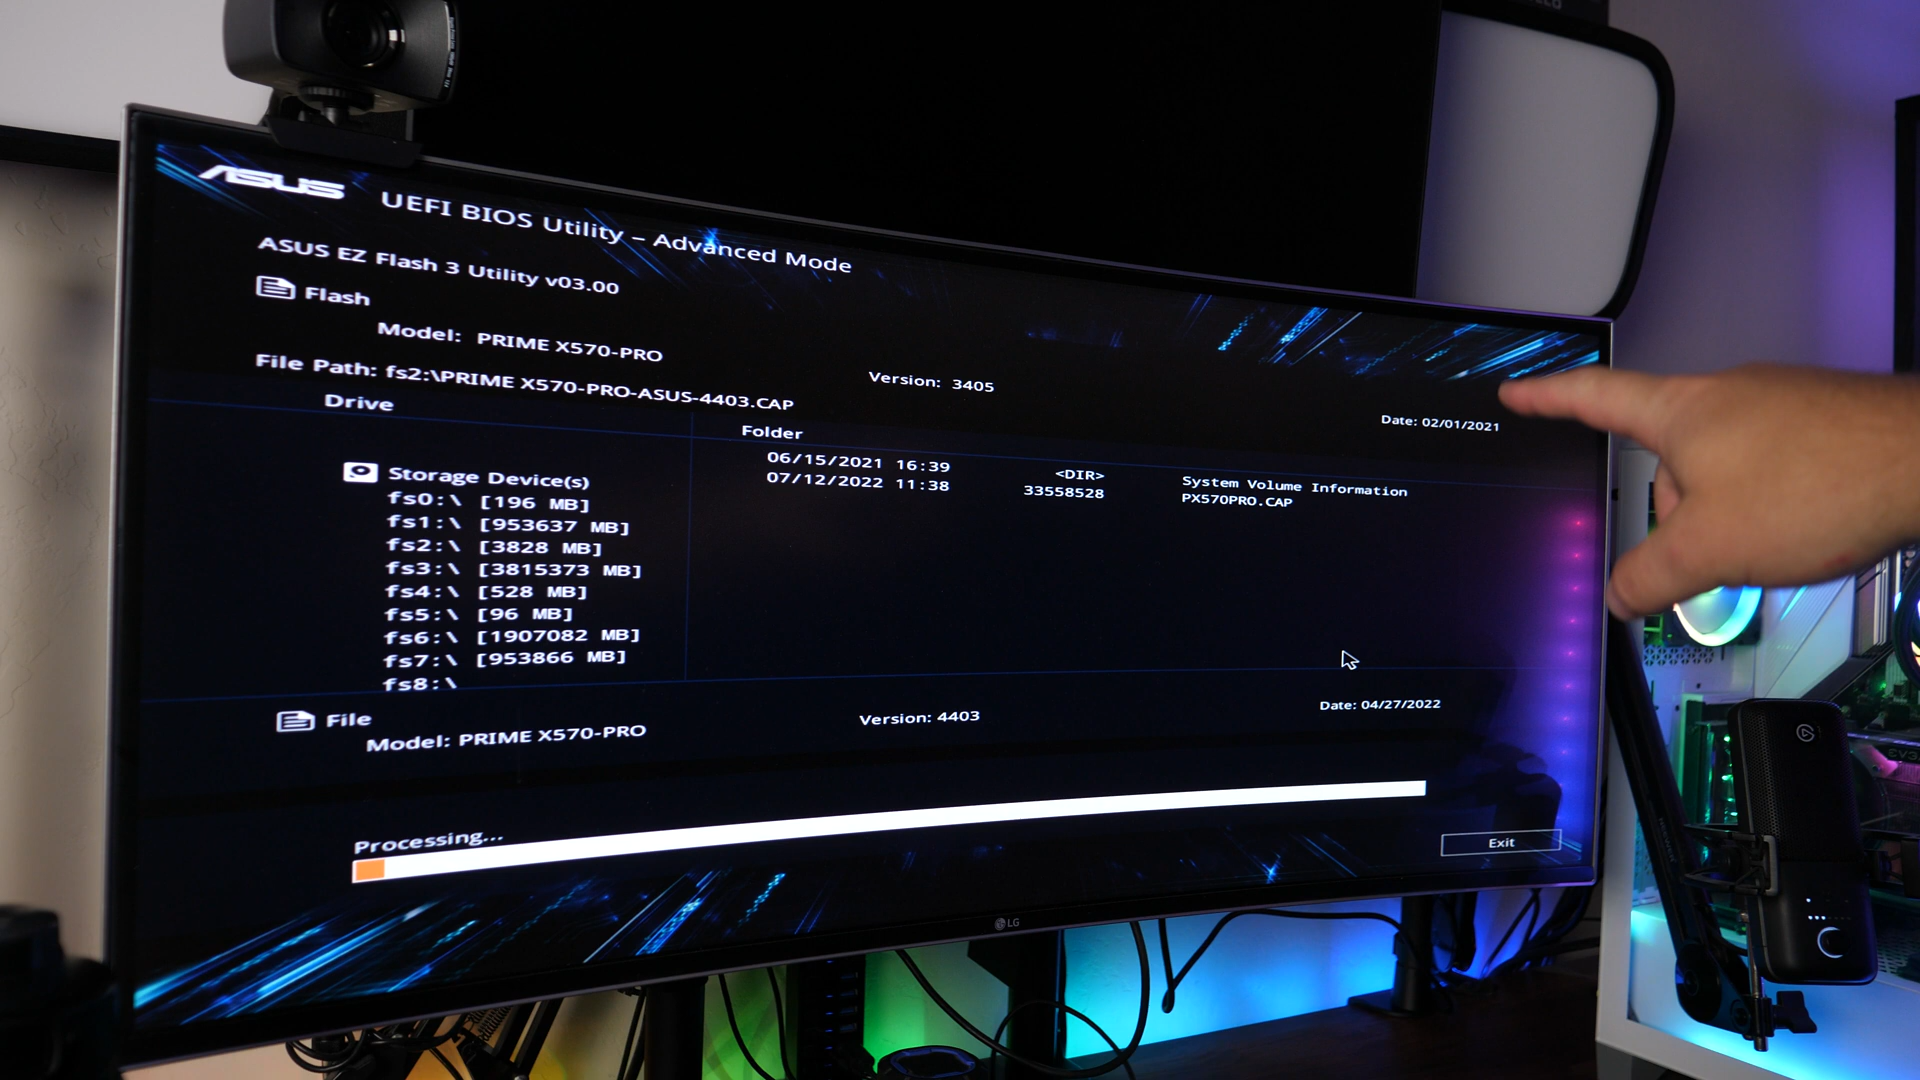 ASUS
UEFI BIOS Utility – Advanced Mode
ASUS EZ Flash 3 Utility v03.00
Flash
Model: PRIME X570-PRO
Version: 3405
Date: 02/01/2021
File Path: fs2:\PRIME X570-PRO-ASUS-4403.CAP
Drive
Folder
06/15/2021 16:39 <DIR> System Volume Information
07/12/2022 11:38 33558528 PX570PRO.CAP
Storage Device(s)
fs0:\ [196 MB]
fs1:\ [953637 MB]
fs2:\ [3828 MB]
fs3:\ [3815373 MB]
fs4:\ [528 MB]
fs5:\ [96 MB]
fs6:\ [1907082 MB]
fs7:\ [953866 MB]
fs8:\
File
Model: PRIME X570-PRO
Version: 4403
Date: 04/27/2022
Processing...
Exit
LG